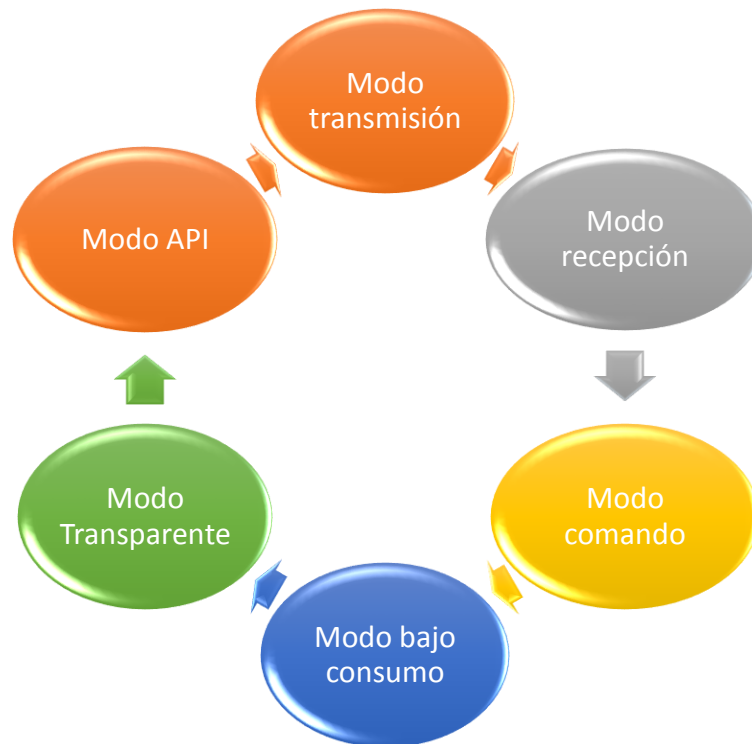 Modo
transmisión
Modo
recepción
Modo
comando
Modo bajo
consumo
Modo
Transparente
Modo API